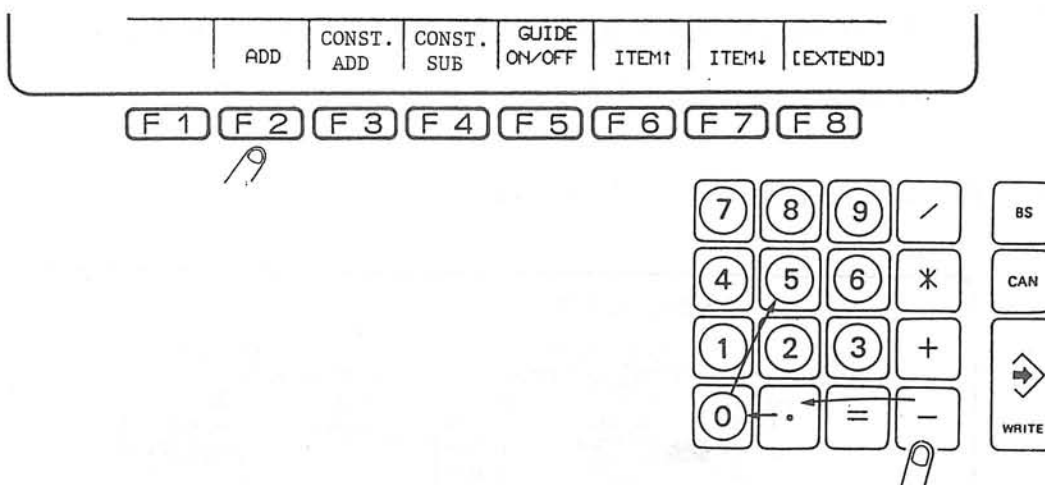 ADD
CONST. ADD
CONST. SUB
GUIDE ON/OFF
ITEM↑
ITEM↓
[EXTEND]
F 1 F 2 F 3 F 4 F 5 F 6 F 7 F 8
7 8 9 / BS
4 5 6 * CAN
1 2 3 +
0 . = -
WRITE